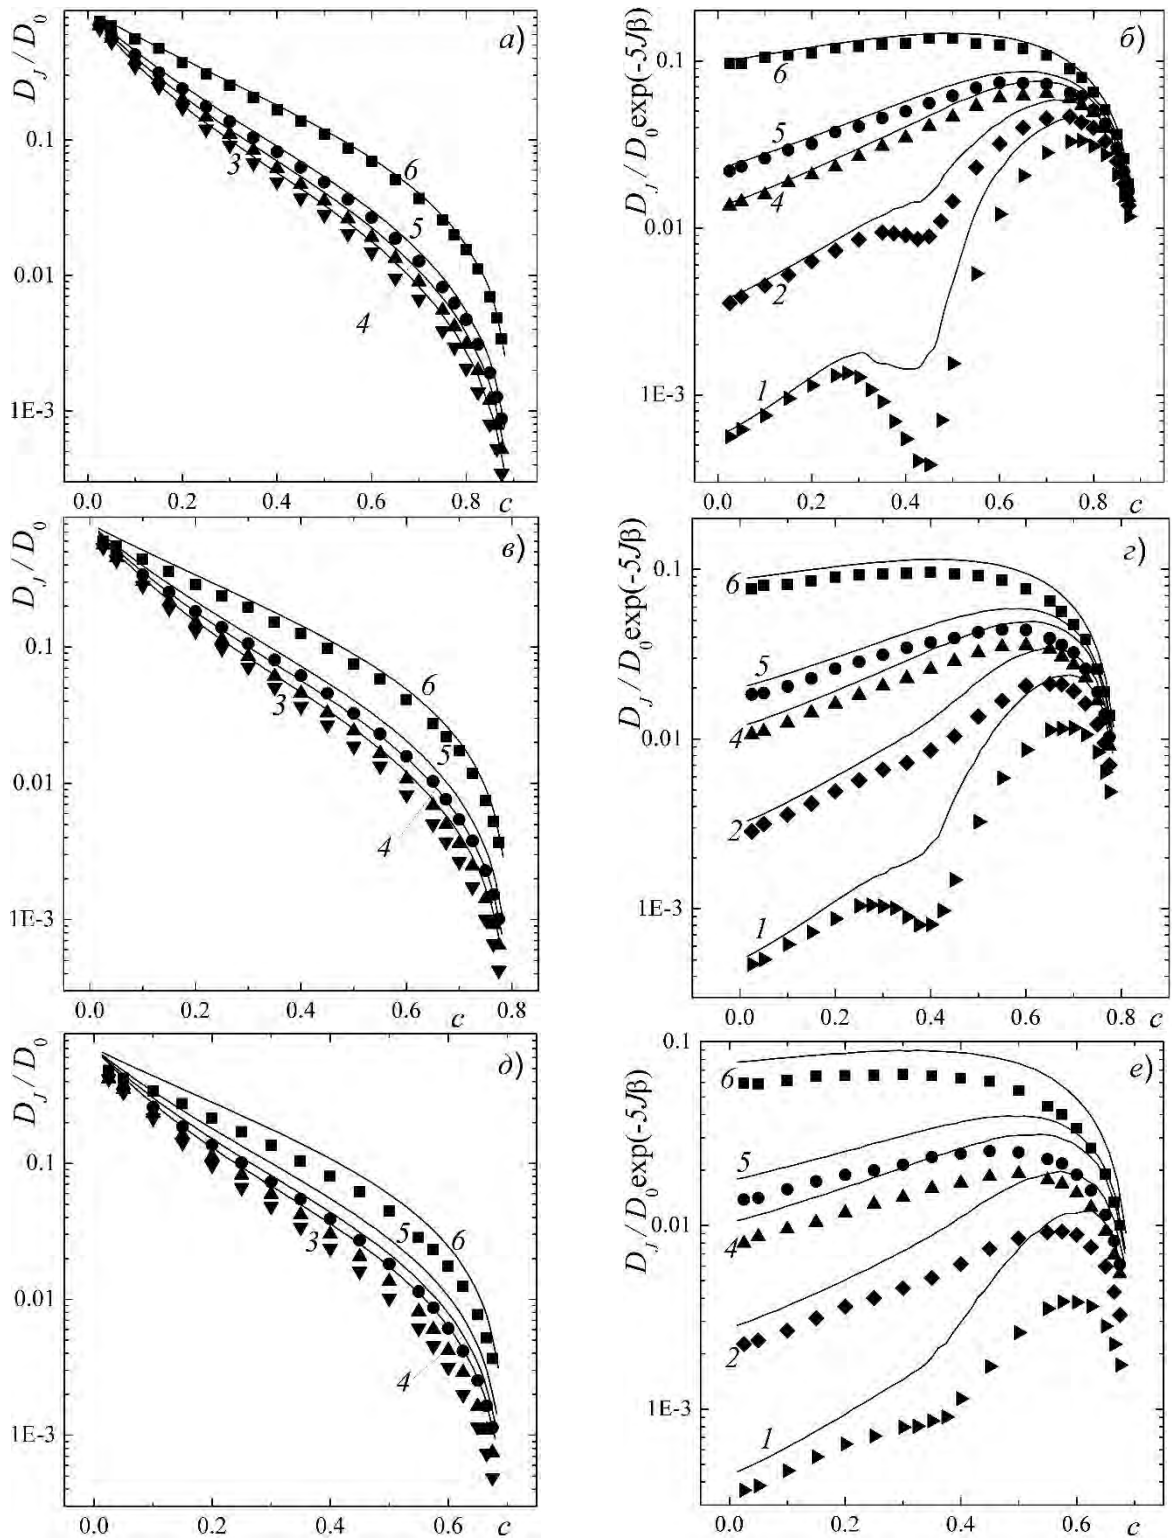 D_J / D_0
а)
0.1
0.01
1E-3
3
4
5
6
0.0 0.2 0.4 0.6 0.8 c
D_J / D_0 exp(-5Jβ)
б)
0.1
0.01
1E-3
6
5
4
2
1
0.0 0.2 0.4 0.6 0.8 c
D_J / D_0
в)
0.1
0.01
1E-3
3
4
5
6
0.0 0.2 0.4 0.6 c 0.8
D_J / D_0 exp(-5Jβ)
г)
0.1
0.01
1E-3
6
5
4
2
1
0.0 0.2 0.4 0.6 0.8 c
D_J / D_0
д)
0.1
0.01
1E-3
3
4
5
6
0.0 0.2 0.4 0.6 c
D_J / D_0 exp(-5Jβ)
е)
0.1
0.01
1E-3
6
5
4
2
1
0.0 0.2 0.4 0.6 c